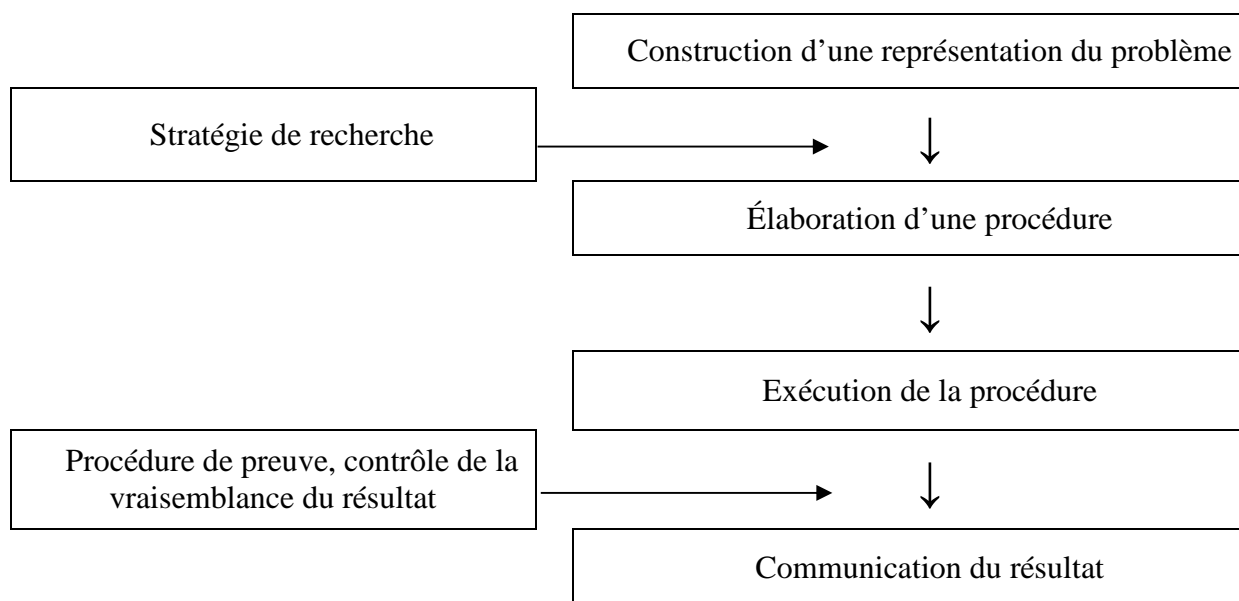 Construction d’une représentation du problème
Stratégie de recherche
Élaboration d’une procédure
Exécution de la procédure
Procédure de preuve, contrôle de la
vraisemblance du résultat
Communication du résultat